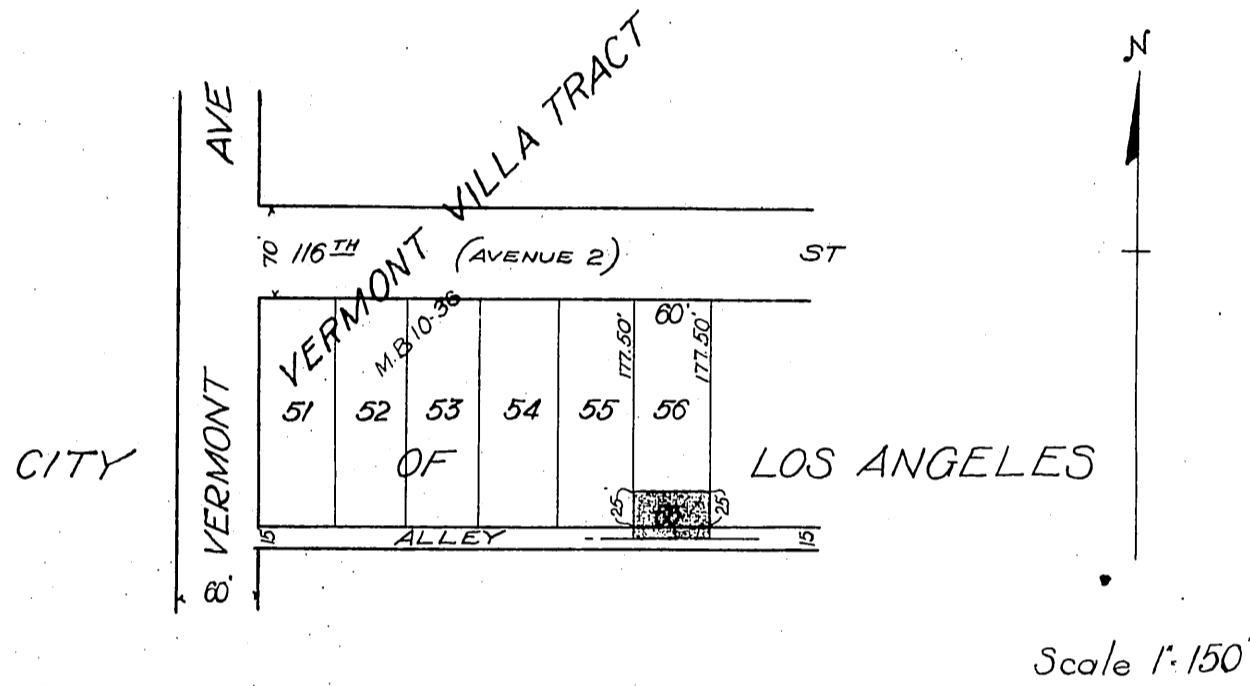 N
AVE
VERMONT VILLA TRACT
M.B. 10-36
70
116TH (AVENUE 2) ST
60'
177.50'
177.50'
51 52 53 54 55 56
CITY OF LOS ANGELES
VERMONT
25
25
15
ALLEY
15
60.
Scale 1"=150'